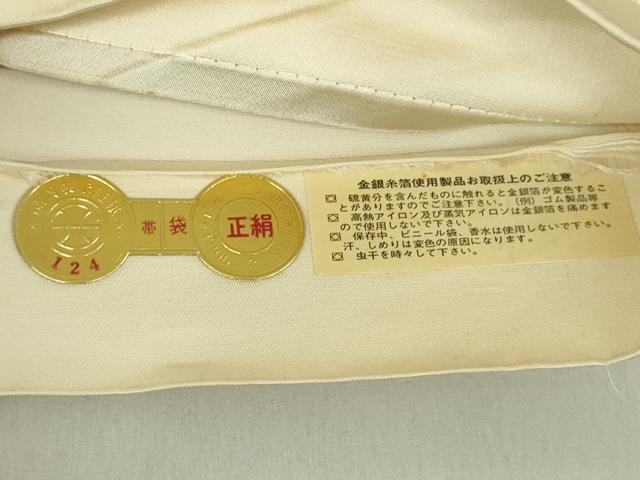 帯 袋
正絹
124
金銀糸箔使用製品お取扱上のご注意
硫黄分を含んだものに触れると金銀箔が変色するこ
とがありますのでご注意下さい。(例)ゴム製品等
高熱アイロン及び蒸気アイロンは金銀箔を痛めます
ので使用しないで下さい。
保存中、ビニール袋、香水は使用しないで下さい。
汗、しめりは変色の原因になります。
虫干を時々して下さい。